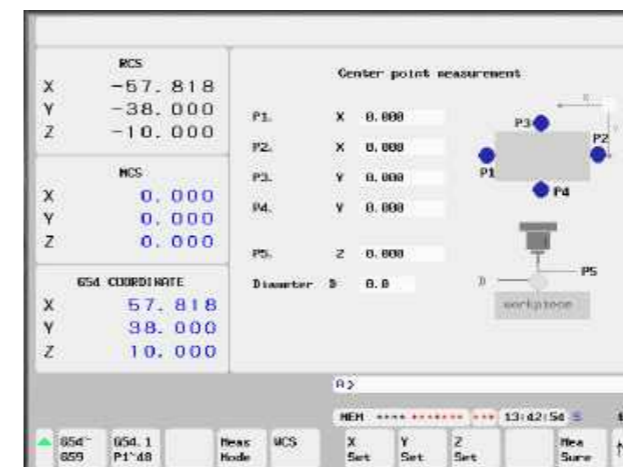 RCS
X -57.818
Y -38.000
Z -10.000
MCS
X 0.000
Y 0.000
Z 0.000
G54 COORDINATE
X 57.818
Y 38.000
Z 10.000
Center point measurement
P1. X 0.000
P2. X 0.000
P3. Y 0.000
P4. Y 0.000
P5. Z 0.000
Diameter D 0.0
P3
P2
P1
P4
P5
D
workpiece
A>
MEM **** 13:42:54
G54~ G59
G54.1 P1~48
Meas Mode
WCS
X Set
Y Set
Z Set
Mea Sure